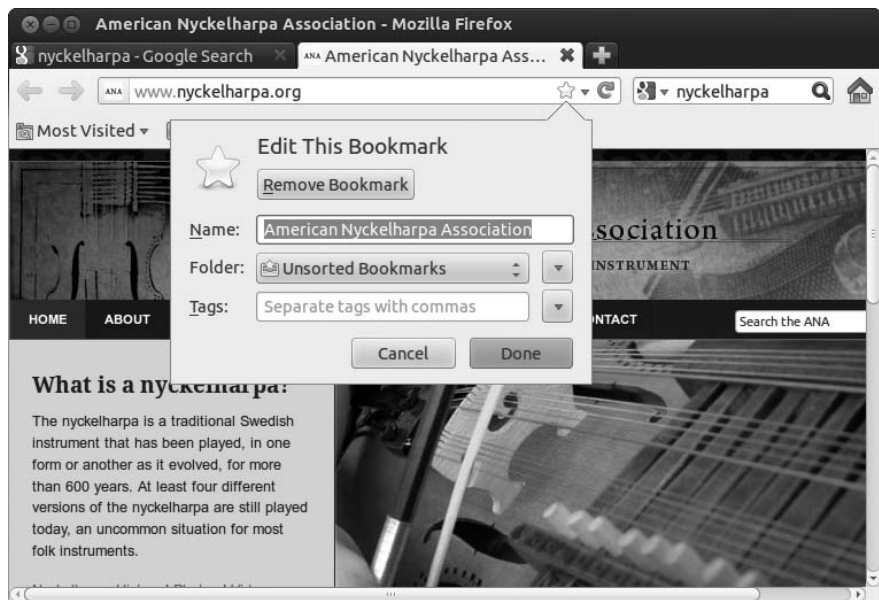 American Nyckelharpa Association - Mozilla Firefox
nyckelharpa - Google Search
ANA American Nyckelharpa Ass...
ANA www.nyckelharpa.org
nyckelharpa
Most Visited
Edit This Bookmark
Remove Bookmark
Name: American Nyckelharpa Association
Folder: Unsorted Bookmarks
Tags: Separate tags with commas
Cancel Done
ssociation
INSTRUMENT
HOME ABOUT NTACT Search the ANA
What is a nyckelharpa?
The nyckelharpa is a traditional Swedish
instrument that has been played, in one
form or another as it evolved, for more
than 600 years. At least four different
versions of the nyckelharpa are still played
today, an uncommon situation for most
folk instruments.